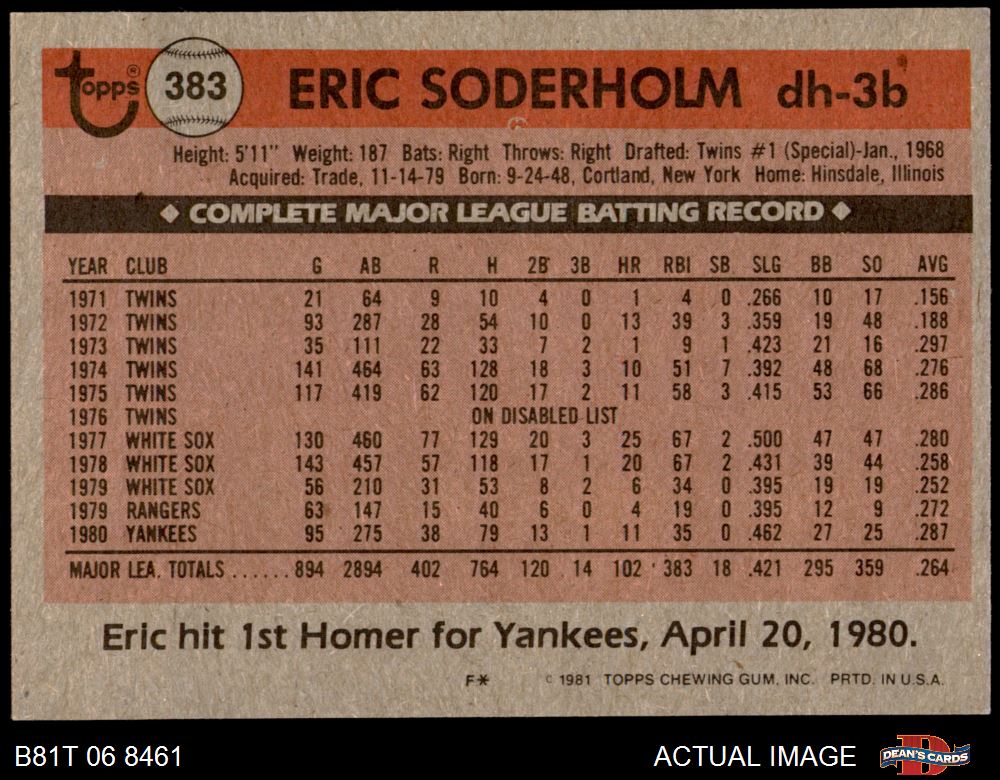 Topps® 383 ERIC SODERHOLM dh-3b
Height: 5'11" Weight: 187 Bats: Right Throws: Right Drafted: Twins #1 (Special)-Jan., 1968
Acquired: Trade, 11-14-79 Born: 9-24-48, Cortland, New York Home: Hinsdale, Illinois
◆ COMPLETE MAJOR LEAGUE BATTING RECORD ◆
YEAR CLUB G AB R H 2B 3B HR RBI SB SLG BB SO AVG
1971 TWINS 21 64 9 10 4 0 1 4 0 .266 10 17 .156
1972 TWINS 93 287 28 54 10 0 13 39 3 .359 19 48 .188
1973 TWINS 35 111 22 33 7 2 1 9 1 .423 21 16 .297
1974 TWINS 141 464 63 128 18 3 10 51 7 .392 48 68 .276
1975 TWINS 117 419 62 120 17 2 11 58 3 .415 53 66 .286
1976 TWINS ON DISABLED LIST
1977 WHITE SOX 130 460 77 129 20 3 25 67 2 .500 47 47 .280
1978 WHITE SOX 143 457 57 118 17 1 20 67 2 .431 39 44 .258
1979 WHITE SOX 56 210 31 53 8 2 6 34 0 .395 19 19 .252
1979 RANGERS 63 147 15 40 6 0 4 19 0 .395 12 9 .272
1980 YANKEES 95 275 38 79 13 1 11 35 0 .462 27 25 .287
MAJOR LEA. TOTALS ...... 894 2894 402 764 120 14 102 383 18 .421 295 359 .264
Eric hit 1st Homer for Yankees, April 20, 1980.
F* © 1981 TOPPS CHEWING GUM, INC. PRTD. IN U.S.A.
B81T 06 8461 ACTUAL IMAGE DEAN'S CARDS